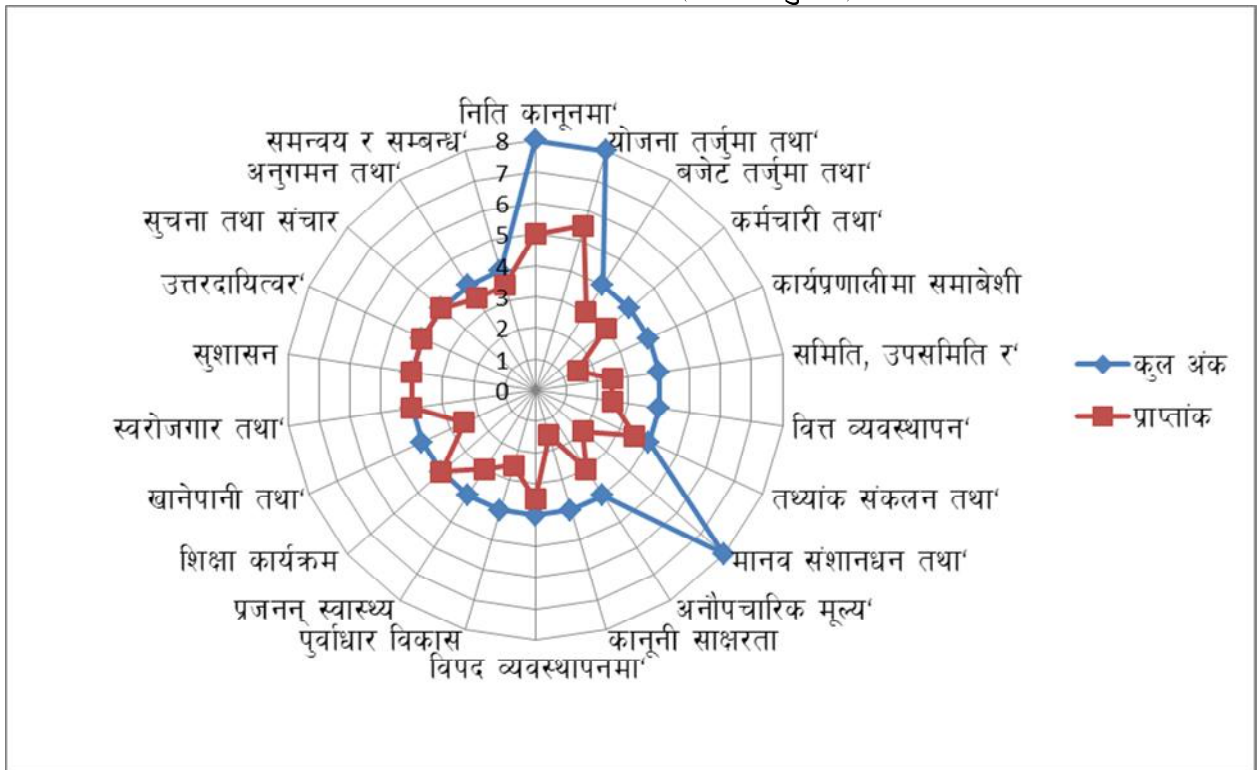 निति कानूनमा‘
योजना तर्जुमा तथा‘
बजेट तर्जुमा तथा‘
कर्मचारी तथा‘
कार्यप्रणालीमा समाबेशी
समिति, उपसमिति र‘
वित्त व्यवस्थापन‘
तथ्यांक संकलन तथा‘
मानव संशानधन तथा‘
अनौपचारिक मूल्य‘
कानूनी साक्षरता
विपद व्यवस्थापनमा‘
पुर्वाधार विकास
प्रजनन् स्वास्थ्य
शिक्षा कार्यक्रम
खानेपानी तथा‘
स्वरोजगार तथा‘
सुशासन
उत्तरदायित्वर‘
सुचना तथा संचार
अनुगमन तथा‘
समन्वय र सम्बन्ध‘
8
7
6
5
4
3
2
1
0
कुल अंक
प्राप्तांक